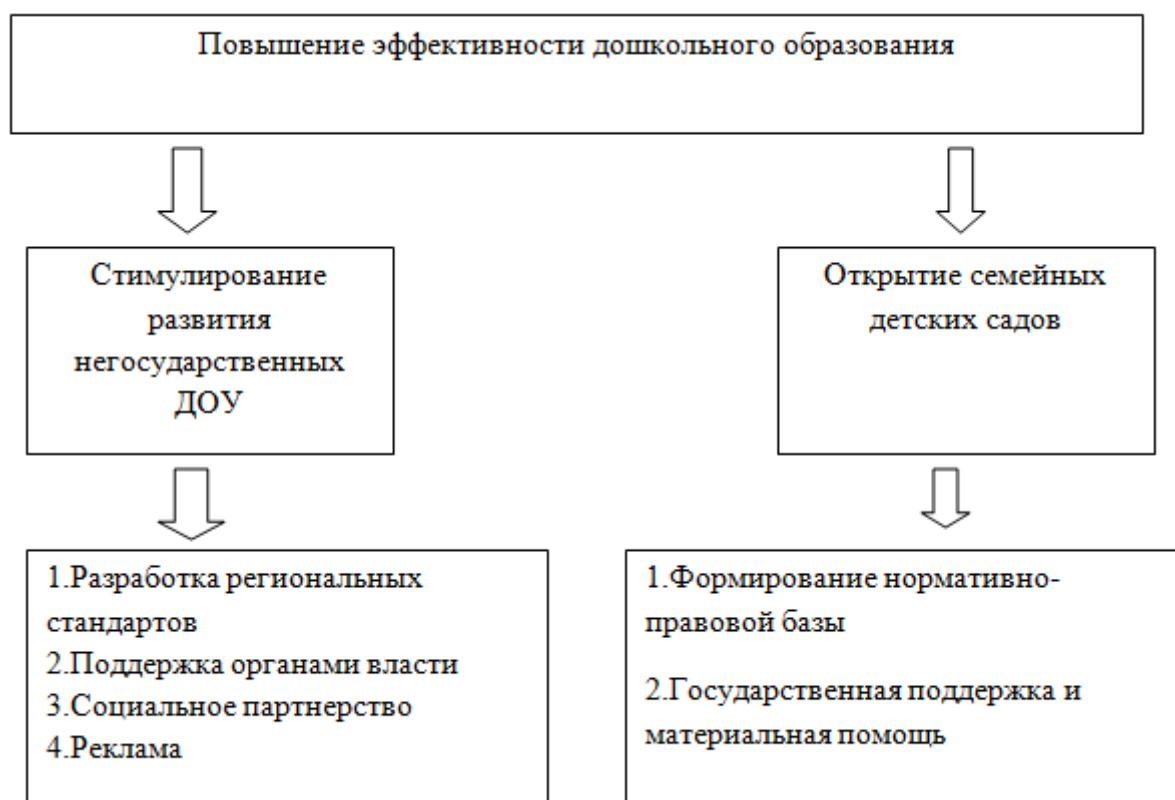 Повышение эффективности дошкольного образования
Стимулирование
развития
негосударственных
ДОУ
Открытие семейных
детских садов
1.Разработка региональных
стандартов
2.Поддержка органами власти
3.Социальное партнерство
4.Реклама
1.Формирование нормативно-
правовой базы
2.Государственная поддержка и
материальная помощь